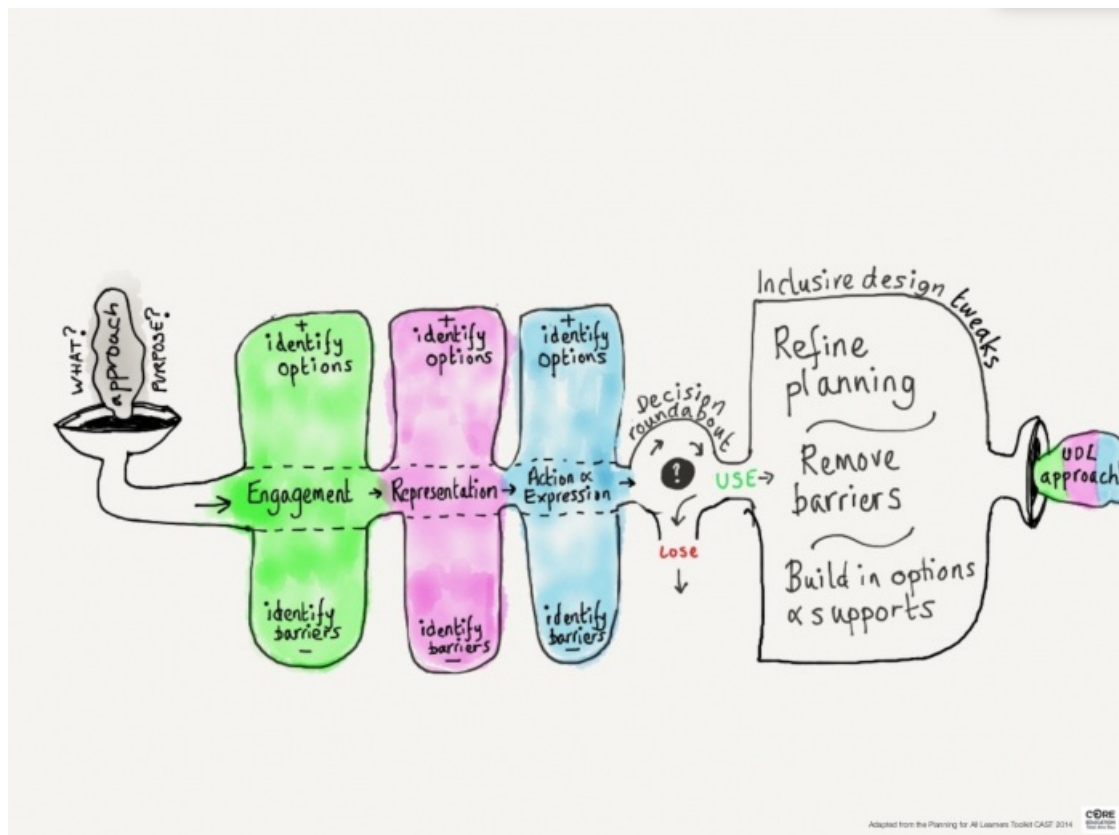 WHAT?
approach
PURPOSE?
+
identify
options
Engagement
identify
barriers
–
+
identify
options
Representation
identify
barriers
–
+
identify
options
Action &
Expression
identify
barriers
–
Decision
roundabout
?
USE
Lose
Inclusive design tweaks
Refine
planning
Remove
barriers
Build in options
& supports
UDL
approach
Adapted from the Planning for All Learners Toolkit CAST 2014
CORE
EDUCATION